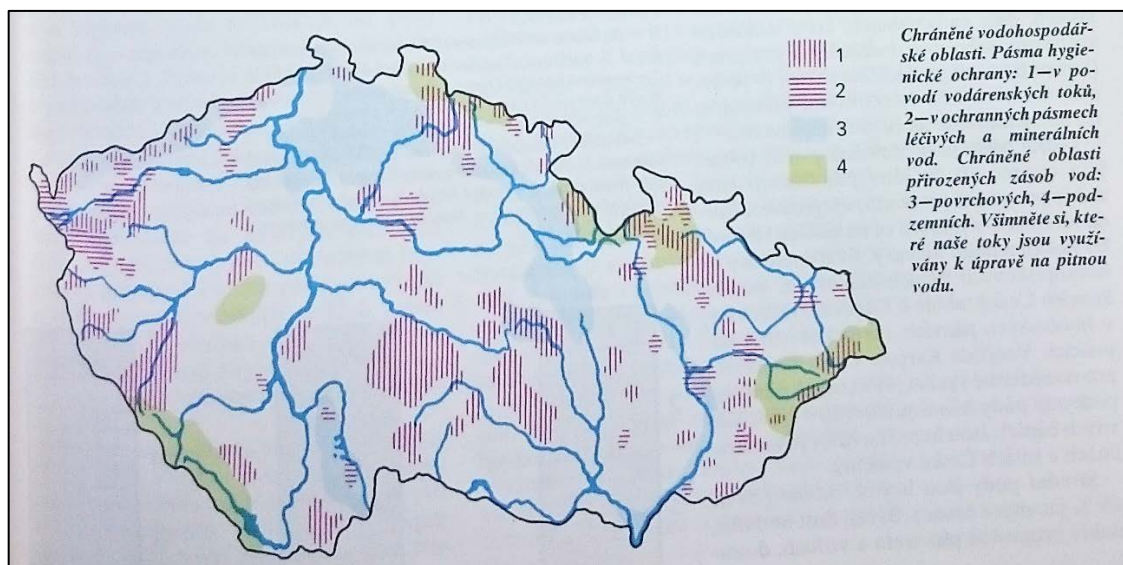 1
2
3
4
Chráněné vodohospodář-
ské oblasti. Pásma hygie-
nické ochrany: 1—v po-
vodí vodárenských toků,
2—v ochranných pásmech
léčivých a minerálních
vod. Chráněné oblasti
přirozených zásob vod:
3—povrchových, 4—pod-
zemních. Všimněte si, kte-
ré naše toky jsou využí-
vány k úpravě na pitnou
vodu.